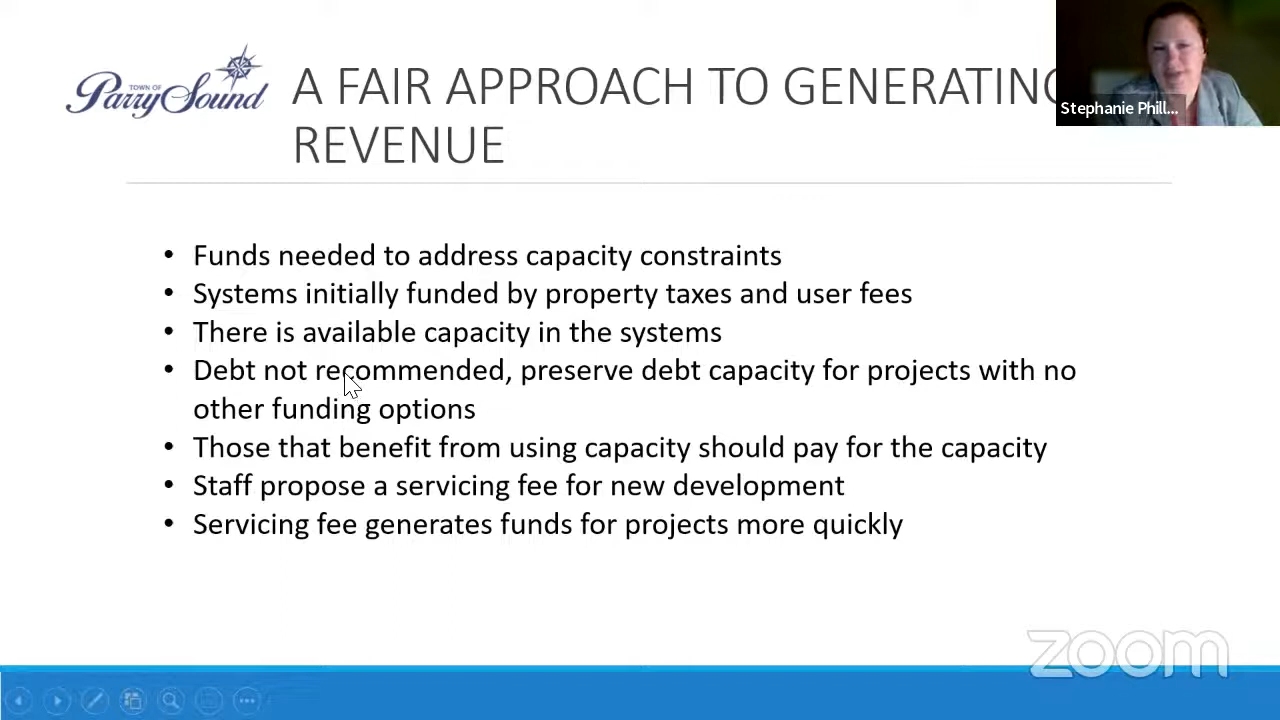 TOWN OF
Parry Sound
A FAIR APPROACH TO GENERATING
REVENUE
Stephanie Phill...
• Funds needed to address capacity constraints
• Systems initially funded by property taxes and user fees
• There is available capacity in the systems
• Debt not recommended, preserve debt capacity for projects with no
other funding options
• Those that benefit from using capacity should pay for the capacity
• Staff propose a servicing fee for new development
• Servicing fee generates funds for projects more quickly
zoom